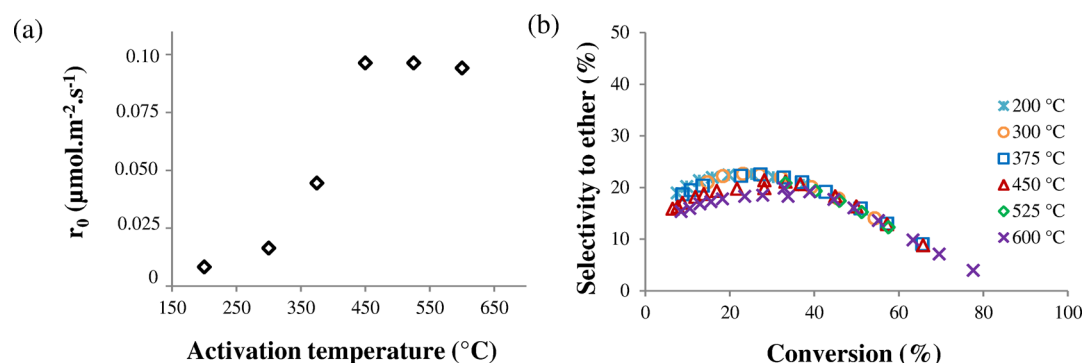 (a)
r₀ (μmol.m⁻².s⁻¹)
0.10
0.075
0.050
0.025
0
150 250 350 450 550 650
Activation temperature (°C)
(b)
Selectivity to ether (%)
50
40
30
20
10
0
0 20 40 60 80 100
Conversion (%)
200 °C
300 °C
375 °C
450 °C
525 °C
600 °C